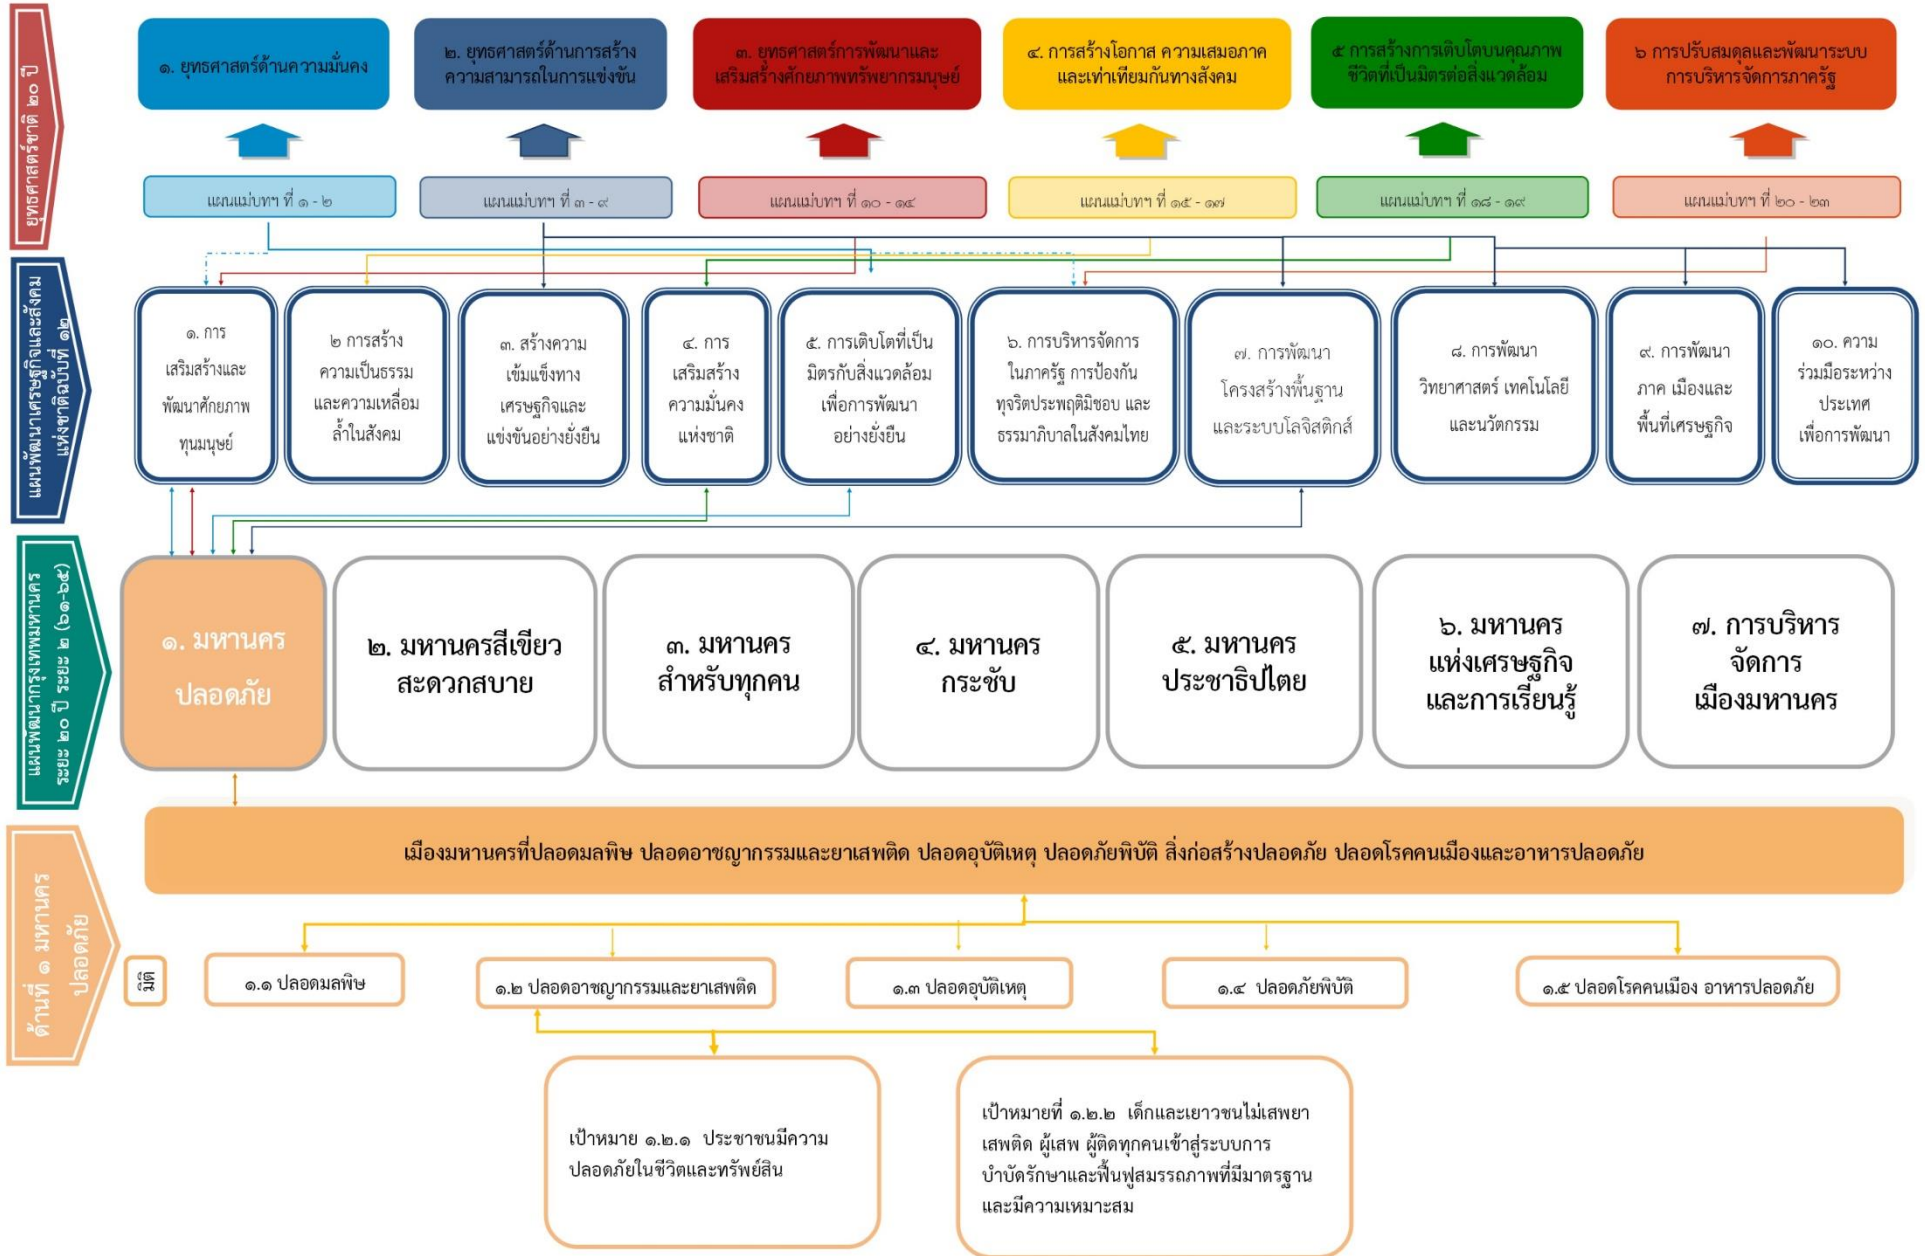 ยุทธศาสตร์ชาติ ๒๐ ปี
๑. ยุทธศาสตร์ด้านความมั่นคง
๒. ยุทธศาสตร์ด้านการสร้าง
ความสามารถในการแข่งขัน
๓. ยุทธศาสตร์การพัฒนาและ
เสริมสร้างศักยภาพทรัพยากรมนุษย์
๔. การสร้างโอกาส ความเสมอภาค
และเท่าเทียมกันทางสังคม
๕ การสร้างการเติบโตบนคุณภาพ
ชีวิตที่เป็นมิตรต่อสิ่งแวดล้อม
๖ การปรับสมดุลและพัฒนาระบบ
การบริหารจัดการภาครัฐ
แผนแม่บทฯ ที่ ๑ - ๒
แผนแม่บทฯ ที่ ๓ - ๙
แผนแม่บทฯ ที่ ๑๐ - ๑๔
แผนแม่บทฯ ที่ ๑๕ - ๑๗
แผนแม่บทฯ ที่ ๑๘ - ๑๙
แผนแม่บทฯ ที่ ๒๐ - ๒๓
แผนพัฒนาเศรษฐกิจและสังคม
แห่งชาติฉบับที่ ๑๒
๑. การ
เสริมสร้างและ
พัฒนาศักยภาพ
ทุนมนุษย์
๒ การสร้าง
ความเป็นธรรม
และความเหลื่อม
ล้ำในสังคม
๓. สร้างความ
เข้มแข็งทาง
เศรษฐกิจและ
แข่งขันอย่างยั่งยืน
๔. การ
เสริมสร้าง
ความมั่นคง
แห่งชาติ
๕. การเติบโตที่เป็น
มิตรกับสิ่งแวดล้อม
เพื่อการพัฒนา
อย่างยั่งยืน
๖. การบริหารจัดการ
ในภาครัฐ การป้องกัน
ทุจริตประพฤติมิชอบ และ
ธรรมาภิบาลในสังคมไทย
๗. การพัฒนา
โครงสร้างพื้นฐาน
และระบบโลจิสติกส์
๘. การพัฒนา
วิทยาศาสตร์ เทคโนโลยี
และนวัตกรรม
๙. การพัฒนา
ภาค เมืองและ
พื้นที่เศรษฐกิจ
๑๐. ความ
ร่วมมือระหว่าง
ประเทศ
เพื่อการพัฒนา
แผนพัฒนากรุงเทพมหานคร
ระยะ ๒๐ ปี ระยะ ๒ (๖๑-๖๕)
๑. มหานคร
ปลอดภัย
๒. มหานครสีเขียว
สะดวกสบาย
๓. มหานคร
สำหรับทุกคน
๔. มหานคร
กระชับ
๕. มหานคร
ประชาธิปไตย
๖. มหานคร
แห่งเศรษฐกิจ
และการเรียนรู้
๗. การบริหาร
จัดการ
เมืองมหานคร
ด้านที่ ๑ มหานคร
ปลอดภัย
เมืองมหานครที่ปลอดมลพิษ ปลอดอาชญากรรมและยาเสพติด ปลอดอุบัติเหตุ ปลอดภัยพิบัติ สิ่งก่อสร้างปลอดภัย ปลอดโรคคนเมืองและอาหารปลอดภัย
มิติ
๑.๑ ปลอดมลพิษ
๑.๒ ปลอดอาชญากรรมและยาเสพติด
๑.๓ ปลอดอุบัติเหตุ
๑.๔ ปลอดภัยพิบัติ
๑.๕ ปลอดโรคคนเมือง อาหารปลอดภัย
เป้าหมาย ๑.๒.๑ ประชาชนมีความ
ปลอดภัยในชีวิตและทรัพย์สิน
เป้าหมายที่ ๑.๒.๒ เด็กและเยาวชนไม่เสพยา
เสพติด ผู้เสพ ผู้ติดทุกคนเข้าสู่ระบบการ
บำบัดรักษาและฟื้นฟูสมรรถภาพที่มีมาตรฐาน
และมีความเหมาะสม